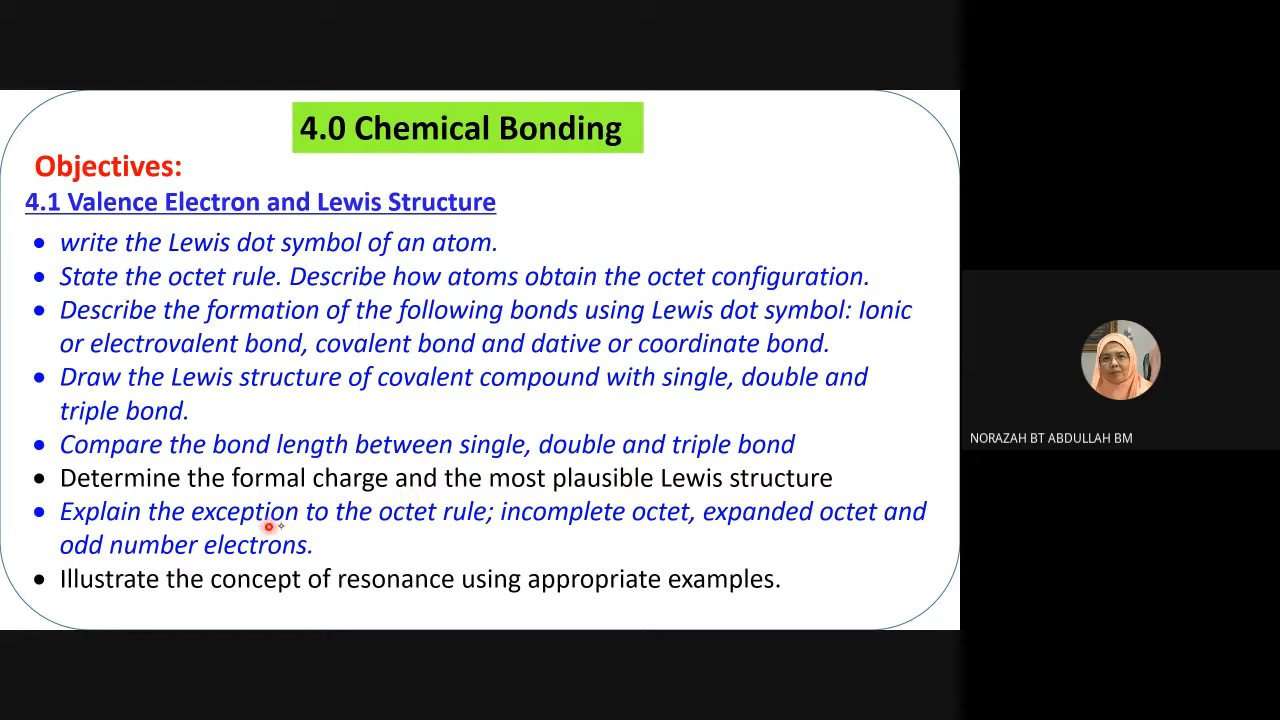 4.0 Chemical Bonding
Objectives:
4.1 Valence Electron and Lewis Structure
• write the Lewis dot symbol of an atom.
• State the octet rule. Describe how atoms obtain the octet configuration.
• Describe the formation of the following bonds using Lewis dot symbol: Ionic
or electrovalent bond, covalent bond and dative or coordinate bond.
• Draw the Lewis structure of covalent compound with single, double and
triple bond.
• Compare the bond length between single, double and triple bond
• Determine the formal charge and the most plausible Lewis structure
• Explain the exception to the octet rule; incomplete octet, expanded octet and
odd number electrons.
• Illustrate the concept of resonance using appropriate examples.
NORAZAH BT ABDULLAH BM